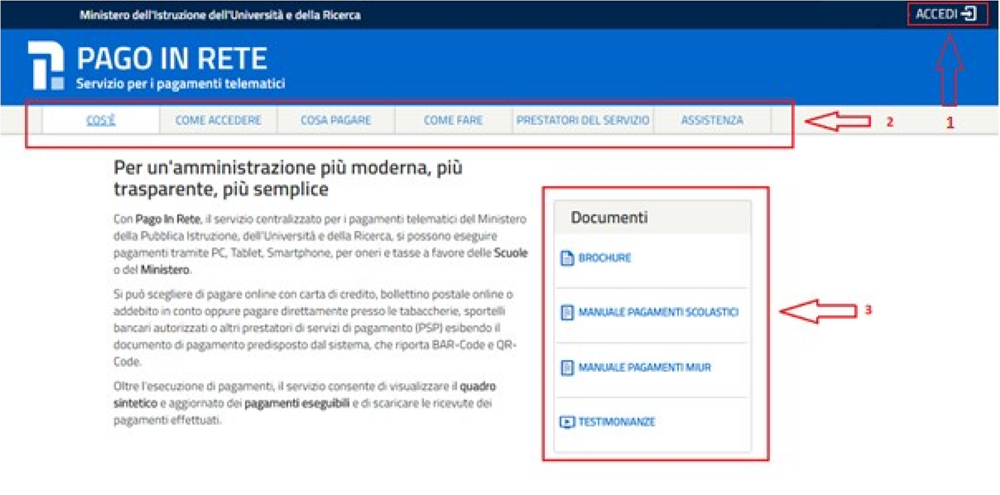 Ministero dell'Istruzione dell'Università e della Ricerca
ACCEDI
PAGO IN RETE
Servizio per i pagamenti telematici
COS'È
COME ACCEDERE
COSA PAGARE
COME FARE
PRESTATORI DEL SERVIZIO
ASSISTENZA
2
1
Per un'amministrazione più moderna, più
trasparente, più semplice
Con Pago In Rete, il servizio centralizzato per i pagamenti telematici del Ministero
della Pubblica Istruzione, dell'Università e della Ricerca, si possono eseguire
pagamenti tramite PC, Tablet, Smartphone, per oneri e tasse a favore delle Scuole
o del Ministero.
Si può scegliere di pagare online con carta di credito, bollettino postale online o
addebito in conto oppure pagare direttamente presso le tabaccherie, sportelli
bancari autorizzati o altri prestatori di servizi di pagamento (PSP) esibendo il
documento di pagamento predisposto dal sistema, che riporta BAR-Code e QR-
Code.
Oltre l'esecuzione di pagamenti, il servizio consente di visualizzare il quadro
sintetico e aggiornato dei pagamenti eseguibili e di scaricare le ricevute dei
pagamenti effettuati.
Documenti
BROCHURE
MANUALE PAGAMENTI SCOLASTICI
MANUALE PAGAMENTI MIUR
TESTIMONIANZE
3